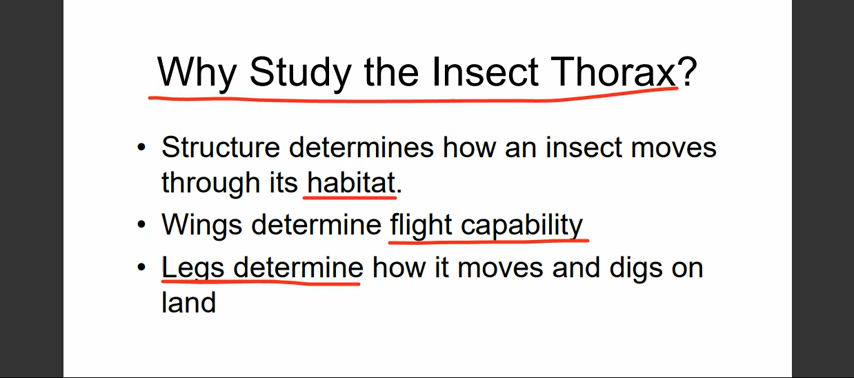 Why Study the Insect Thorax?
• Structure determines how an insect moves
through its habitat.
• Wings determine flight capability
• Legs determine how it moves and digs on
land